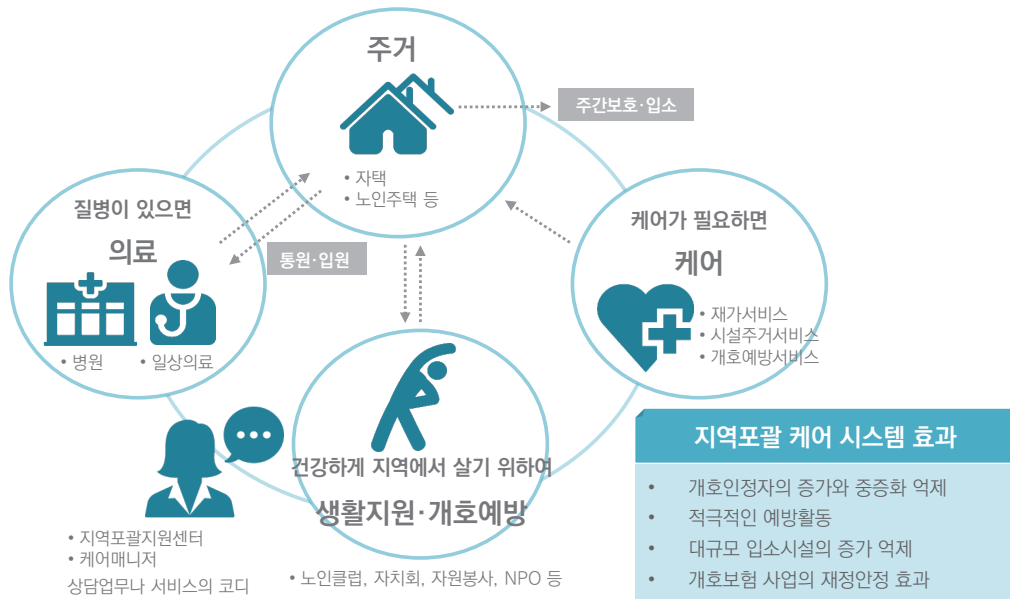 주거
• 자택
• 노인주택 등
주간보호·입소
질병이 있으면
의료
• 병원
• 일상의료
통원·입원
케어가 필요하면
케어
• 재가서비스
• 시설주거서비스
• 개호예방서비스
건강하게 지역에서 살기 위하여
생활지원·개호예방
• 노인클럽, 자치회, 자원봉사, NPO 등
• 지역포괄지원센터
• 케어매니저
상담업무나 서비스의 코디
지역포괄 케어 시스템 효과
• 개호인정자의 증가와 중증화 억제
• 적극적인 예방활동
• 대규모 입소시설의 증가 억제
• 개호보험 사업의 재정안정 효과